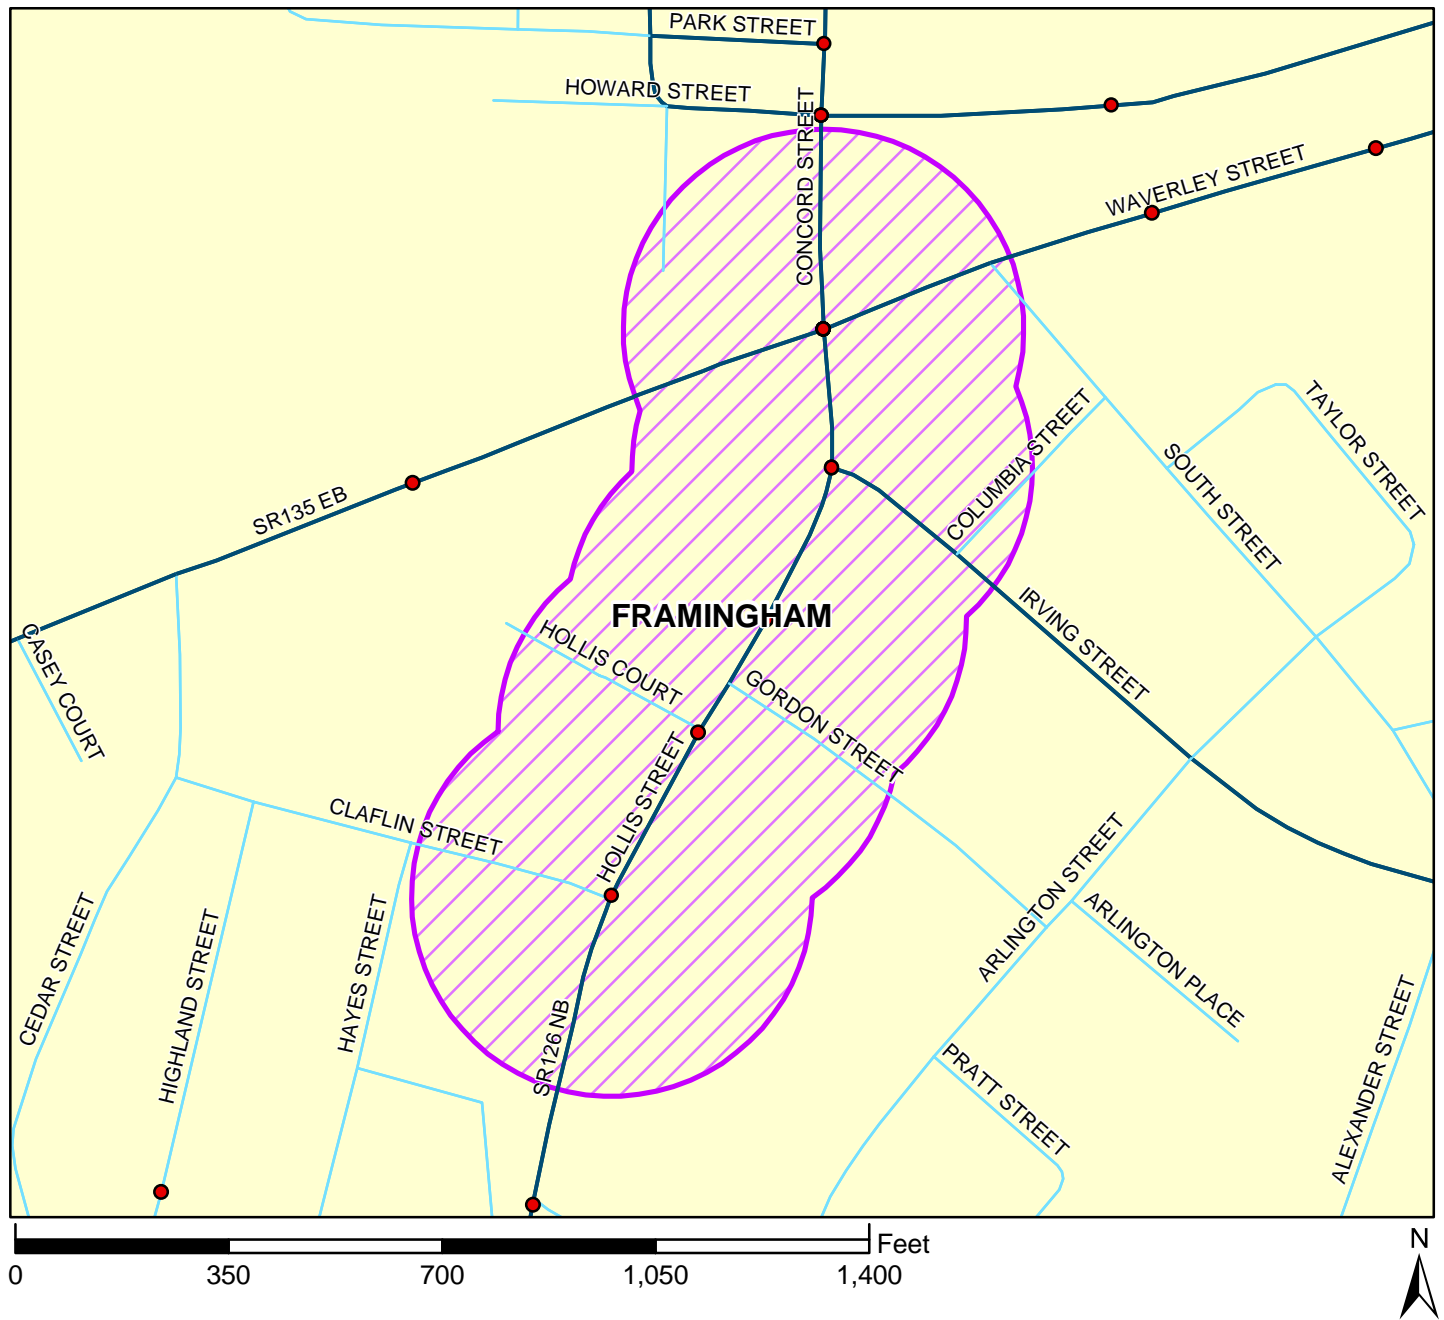 PARK STREET
HOWARD STREET
CONCORD STREET
WAVERLEY STREET
TAYLOR STREET
COLUMBIA STREET
SOUTH STREET
SR135 EB
FRAMINGHAM
IRVING STREET
CASEY COURT
HOLLIS COURT
GORDON STREET
HOLLIS STREET
CLAFLIN STREET
ARLINGTON STREET
ARLINGTON PLACE
CEDAR STREET
HIGHLAND STREET
HAYES STREET
SR126 NB
PRATT STREET
ALEXANDER STREET
Feet
N
0 350 700 1,050 1,400